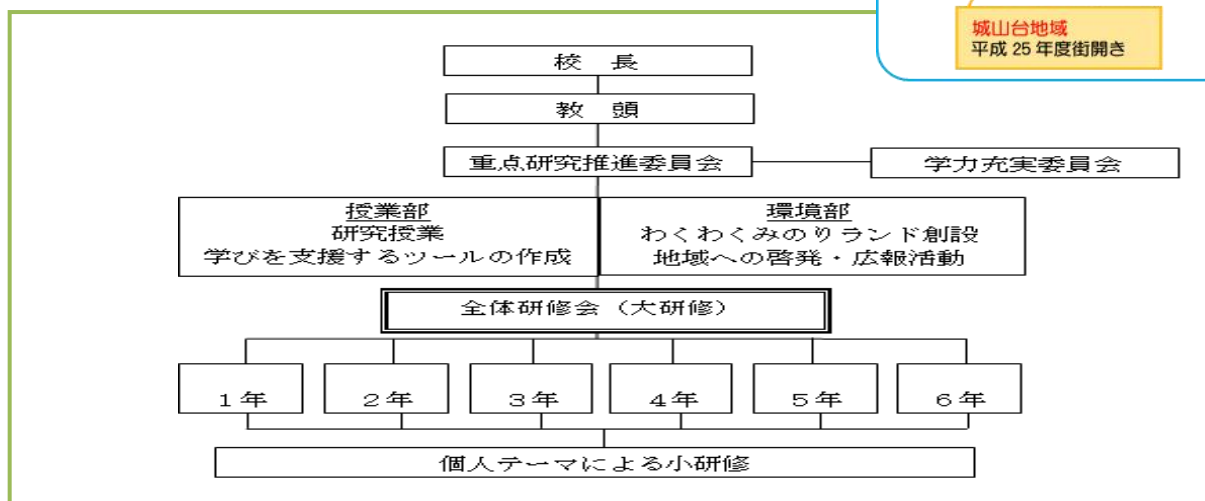 城山台地域
平成 25 年度街開き
校　長
教　頭
重点研究推進委員会
学力充実委員会
授業部
研究授業
学びを支援するツールの作成
環境部
わくわくみのりランド創設
地域への啓発・広報活動
全体研修会（大研修）
１年
２年
３年
４年
５年
６年
個人テーマによる小研修